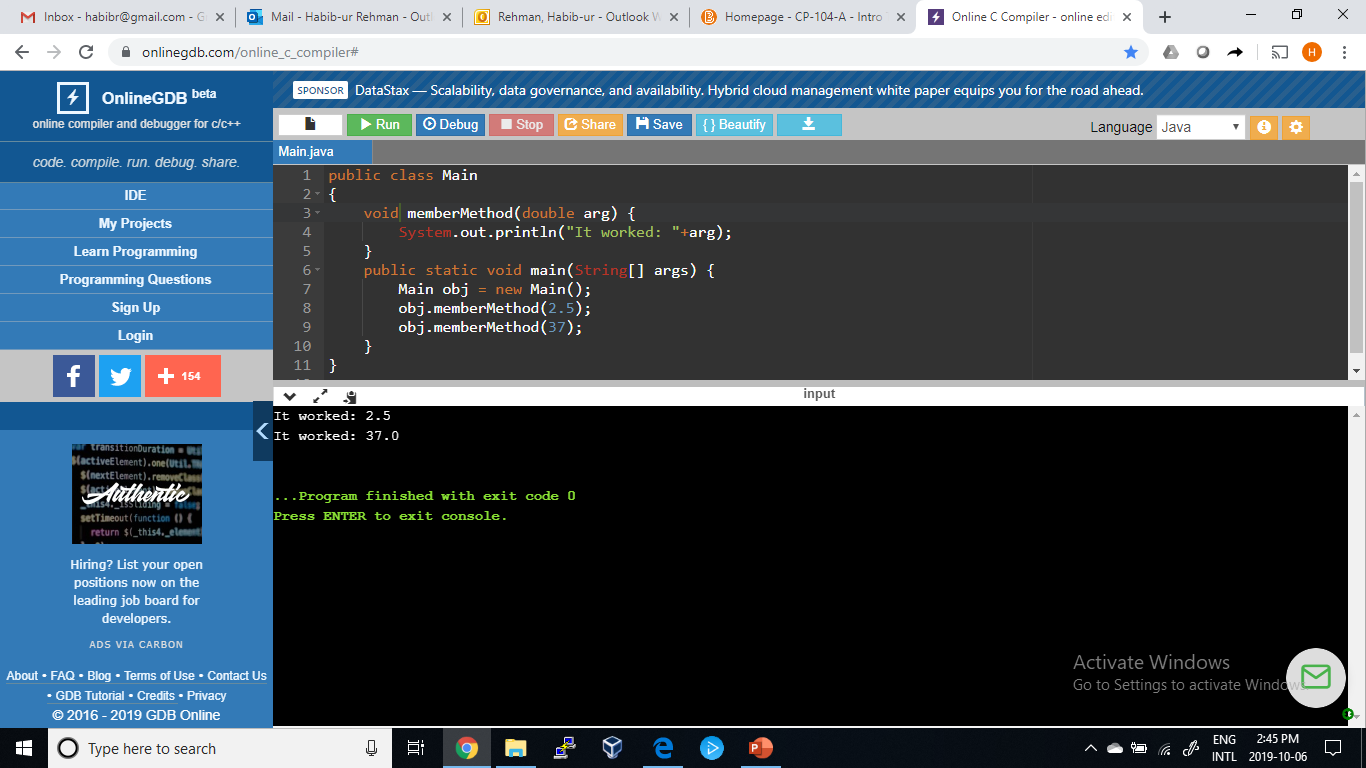 Inbox - habibr@gmail.com - G
Mail - Habib-ur Rehman - Outl
Rehman, Habib-ur - Outlook W
Homepage - CP-104-A - Intro
Online C Compiler - online edi
onlinegdb.com/online_c_compiler#
H
OnlineGDB beta
online compiler and debugger for c/c++
code. compile. run. debug. share.
IDE
My Projects
Learn Programming
Programming Questions
Sign Up
Login
f
+ 154
Authentic
Hiring? List your open
positions now on the
leading job board for
developers.
ADS VIA CARBON
About • FAQ • Blog • Terms of Use • Contact Us
• GDB Tutorial • Credits • Privacy
© 2016 - 2019 GDB Online
SPONSOR DataStax — Scalability, data governance, and availability. Hybrid cloud management white paper equips you for the road ahead.
Run Debug Stop Share Save { } Beautify
Language Java
Main.java
1 public class Main
2 {
3 void memberMethod(double arg) {
4 System.out.println("It worked: "+arg);
5 }
6 public static void main(String[] args) {
7 Main obj = new Main();
8 obj.memberMethod(2.5);
9 obj.memberMethod(37);
10 }
11 }
input
It worked: 2.5
It worked: 37.0
...Program finished with exit code 0
Press ENTER to exit console.
Activate Windows
Go to Settings to activate Windows.
Type here to search
ENG
INTL
2:45 PM
2019-10-06